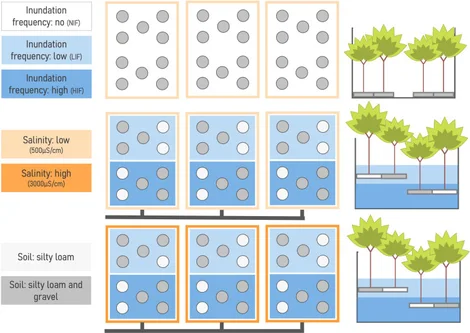 Inundation
frequency: no (NIF)
Inundation
frequency: low (LIF)
Inundation
frequency: high (HIF)
Salinity: low
(500µS/cm)
Salinity: high
(3000µS/cm)
Soil: silty loam
Soil: silty loam and
gravel